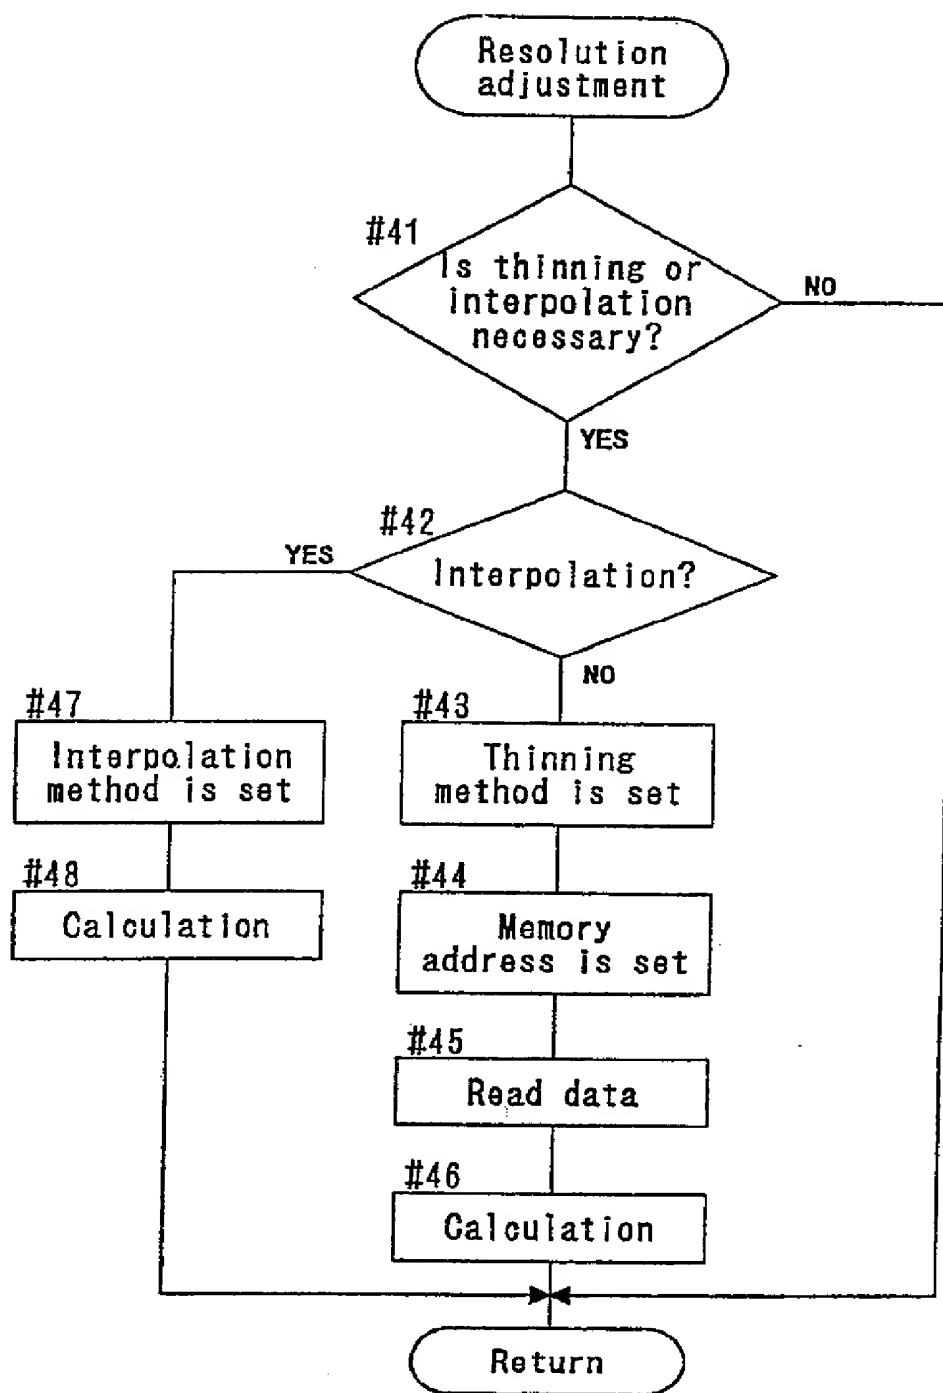 Resolution
adjustment
#41
Is thinning or
interpolation
necessary?
NO
YES
#42
Interpolation?
YES
NO
#47
Interpolation
method is set
#43
Thinning
method is set
#48
Calculation
#44
Memory
address is set
#45
Read data
#46
Calculation
Return